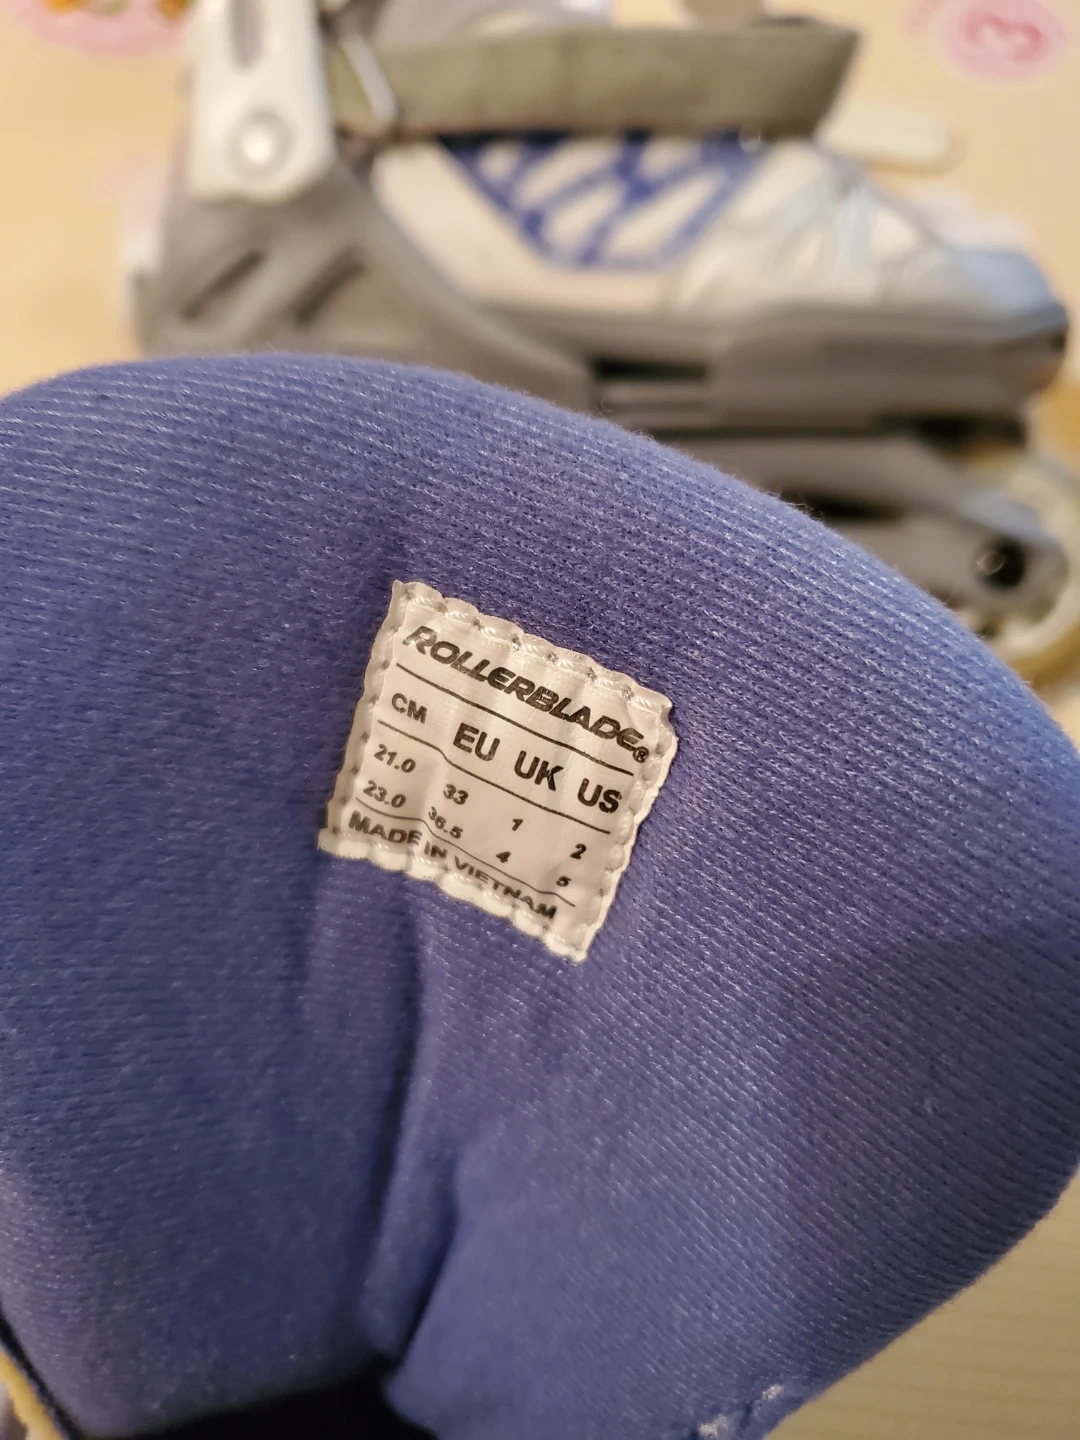 ROLLERBLADE®
CM EU UK US
21.0 33 1 2
23.0 36.5 4 5
MADE IN VIETNAM